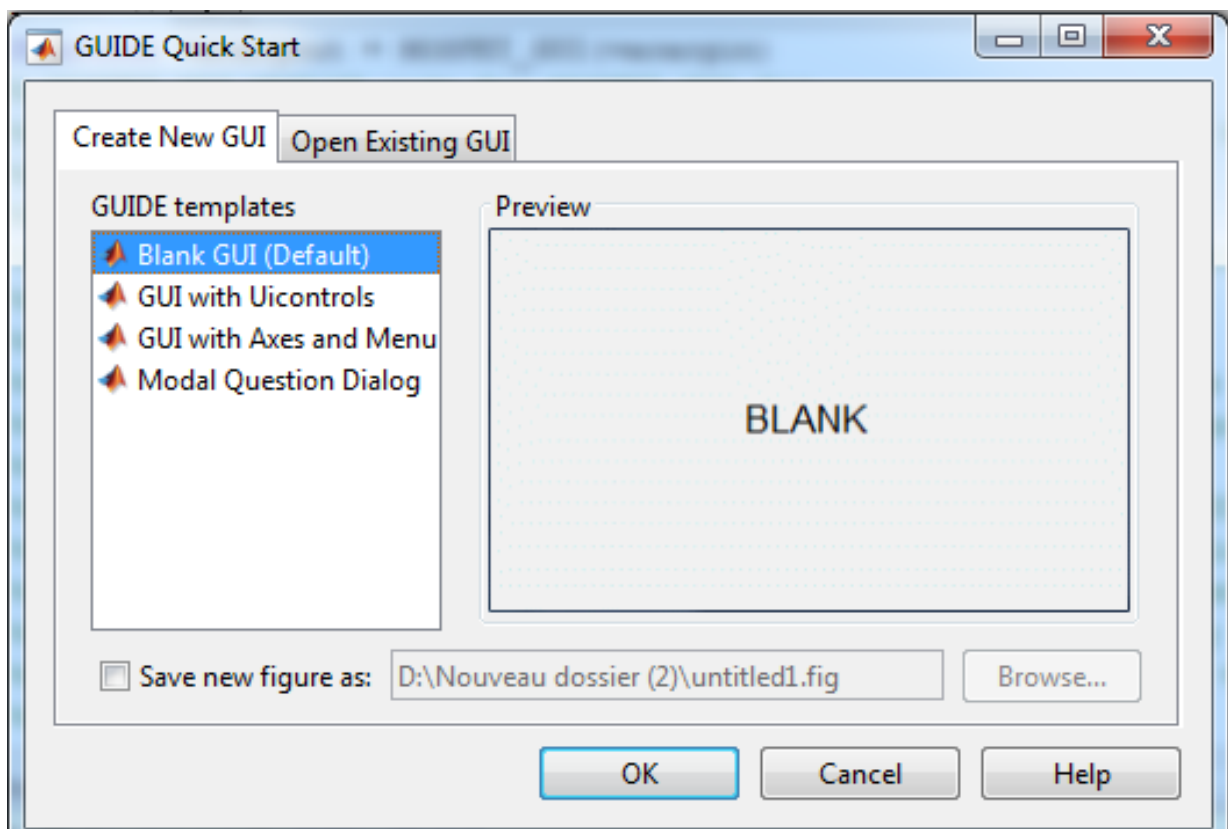 GUIDE Quick Start
Create New GUI
Open Existing GUI
GUIDE templates
Preview
Blank GUI (Default)
GUI with Uicontrols
GUI with Axes and Menu
Modal Question Dialog
BLANK
Save new figure as:
D:\Nouveau dossier (2)\untitled1.fig
Browse...
OK
Cancel
Help